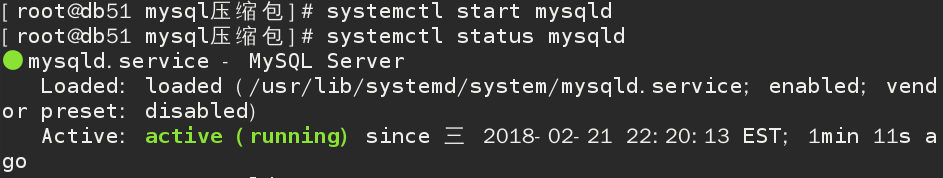 [root@db51 mysql压缩包]# systemctl start mysqld
[root@db51 mysql压缩包]# systemctl status mysqld
● mysqld.service - MySQL Server
Loaded: loaded (/usr/lib/systemd/system/mysqld.service; enabled; vend
or preset: disabled)
Active: active (running) since 三 2018-02-21 22:20:13 EST; 1min 11s a
go